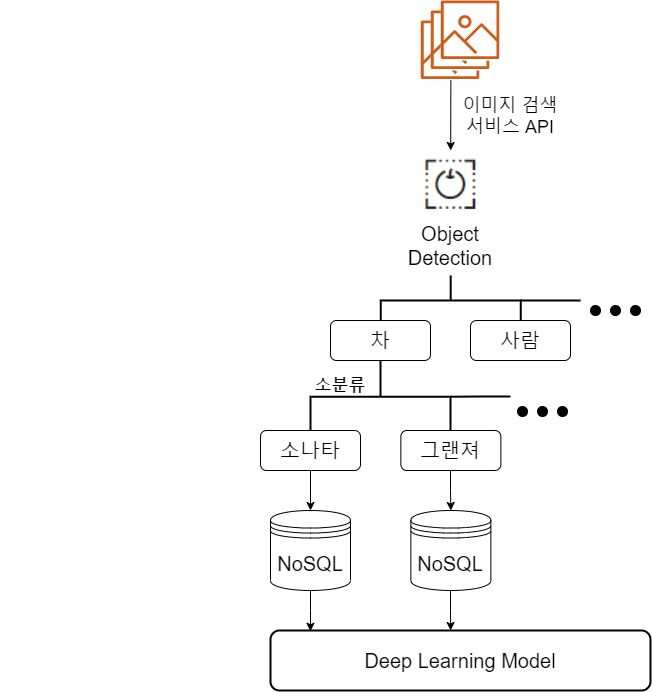 이미지 검색
서비스 API
Object
Detection
차
사람
소분류
소나타
그랜져
NoSQL
NoSQL
Deep Learning Model